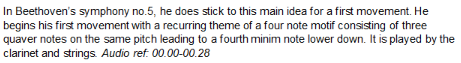 In Beethoven's symphony no.5, he does stick to this main idea for a first movement. He
begins his first movement with a recurring theme of a four note motif consisting of three
quaver notes on the same pitch leading to a fourth minim note lower down. It is played by the
clarinet and strings. Audio ref: 00.00-00.28